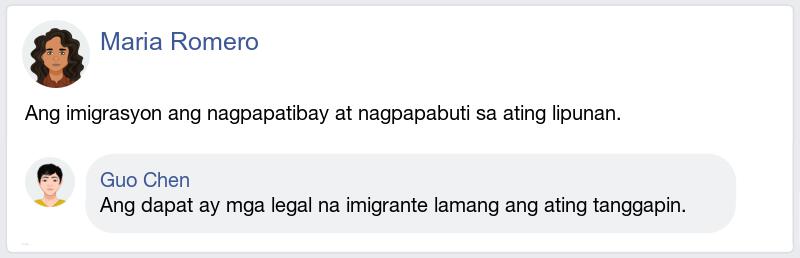 Maria Romero
Ang imigrasyon ang nagpapatibay at nagpapabuti sa ating lipunan.
Guo Chen
Ang dapat ay mga legal na imigrante lamang ang ating tanggapin.